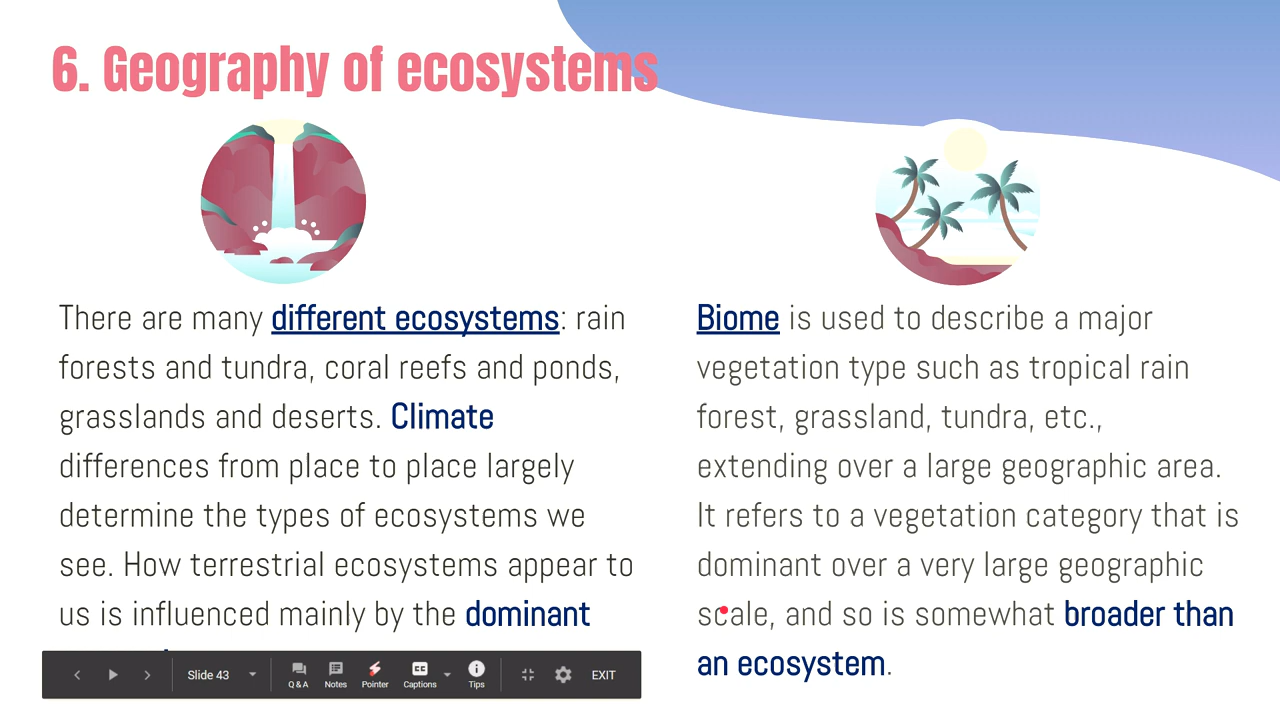 6. Geography of ecosystems
There are many different ecosystems: rain
forests and tundra, coral reefs and ponds,
grasslands and deserts. Climate
differences from place to place largely
determine the types of ecosystems we
see. How terrestrial ecosystems appear to
us is influenced mainly by the dominant
Biome is used to describe a major
vegetation type such as tropical rain
forest, grassland, tundra, etc.,
extending over a large geographic area.
It refers to a vegetation category that is
dominant over a very large geographic
scale, and so is somewhat broader than
an ecosystem.
Slide 43 Q & A Notes Pointer Captions CC Tips EXIT